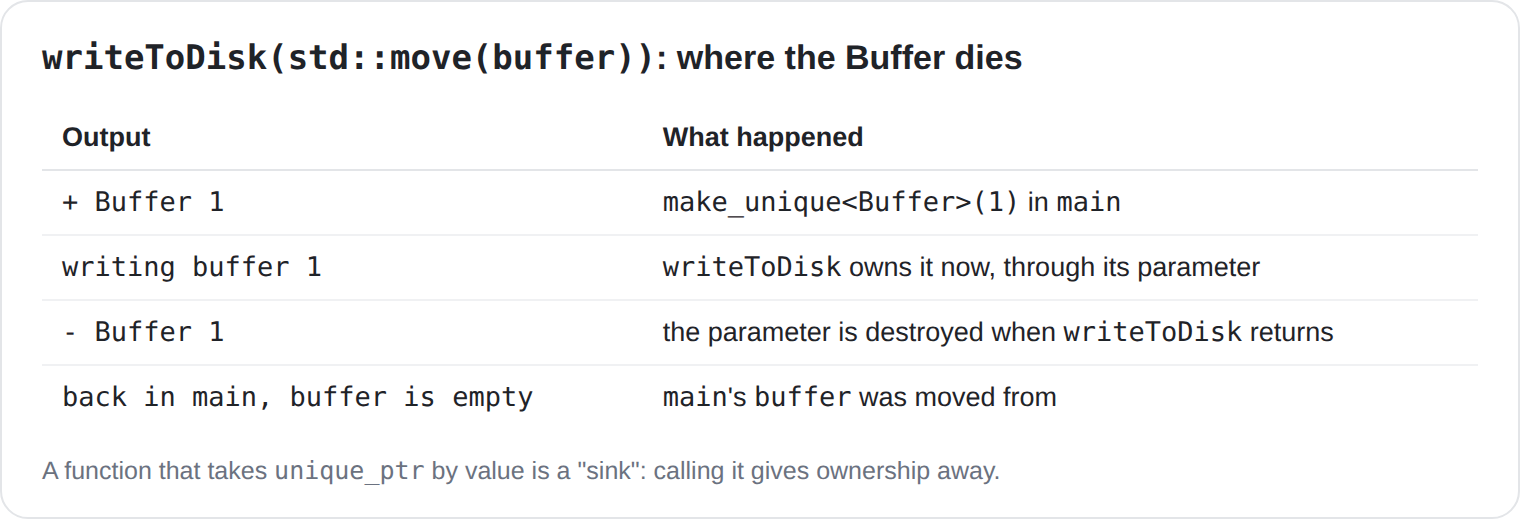 writeToDisk(std::move(buffer)): where the Buffer dies
Output What happened
+ Buffer 1 make_unique<Buffer>(1) in main
writing buffer 1 writeToDisk owns it now, through its parameter
- Buffer 1 the parameter is destroyed when writeToDisk returns
back in main, buffer is empty main's buffer was moved from
A function that takes unique_ptr by value is a "sink": calling it gives ownership away.